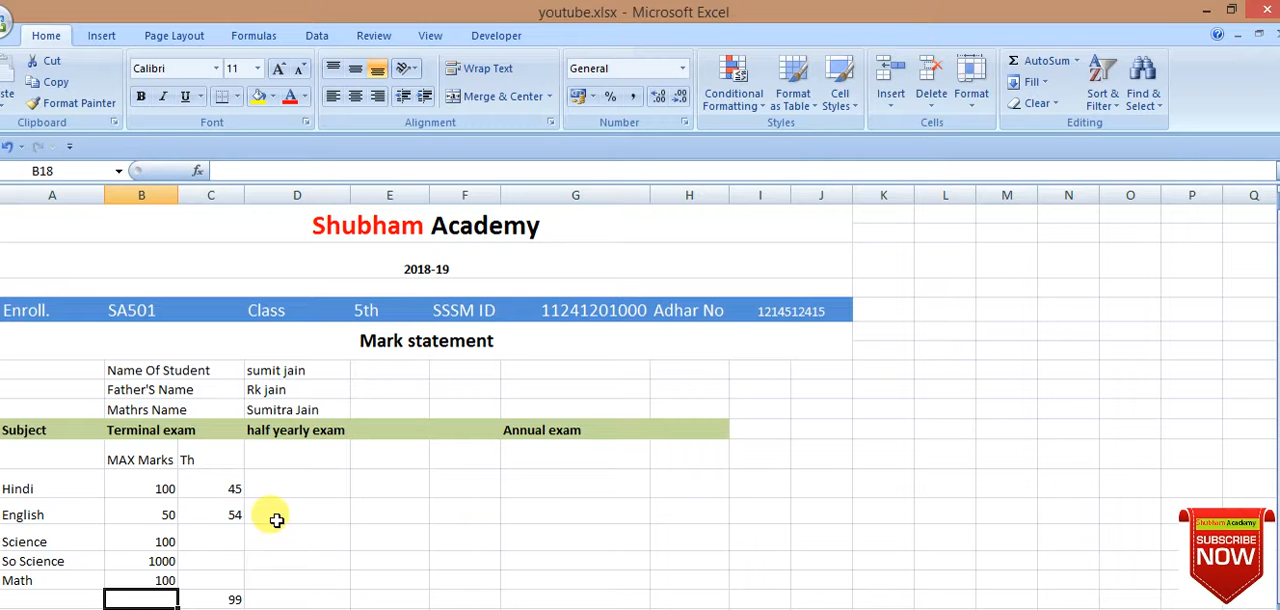 youtube.xlsx - Microsoft Excel
Home Insert Page Layout Formulas Data Review View Developer
Cut
Copy
Format Painter
Clipboard
Calibri 11
B I U
Font
Wrap Text
Merge & Center
Alignment
General
% ,
Number
Conditional Formatting
Format as Table
Cell Styles
Styles
Insert Delete Format
Cells
Σ AutoSum
Fill
Clear
Sort & Filter
Find & Select
Editing
B18 fx
A B C D E F G H I J K L M N O P Q
Shubham Academy
2018-19
Enroll. SA501 Class 5th SSSM ID 11241201000 Adhar No 1214512415
Mark statement
Name Of Student sumit jain
Father'S Name Rk jain
Mathrs Name Sumitra Jain
Subject Terminal exam half yearly exam Annual exam
MAX Marks Th
Hindi 100 45
English 50 54
Science 100
So Science 1000
Math 100
99
Shubham Academy
SUBSCRIBE
NOW